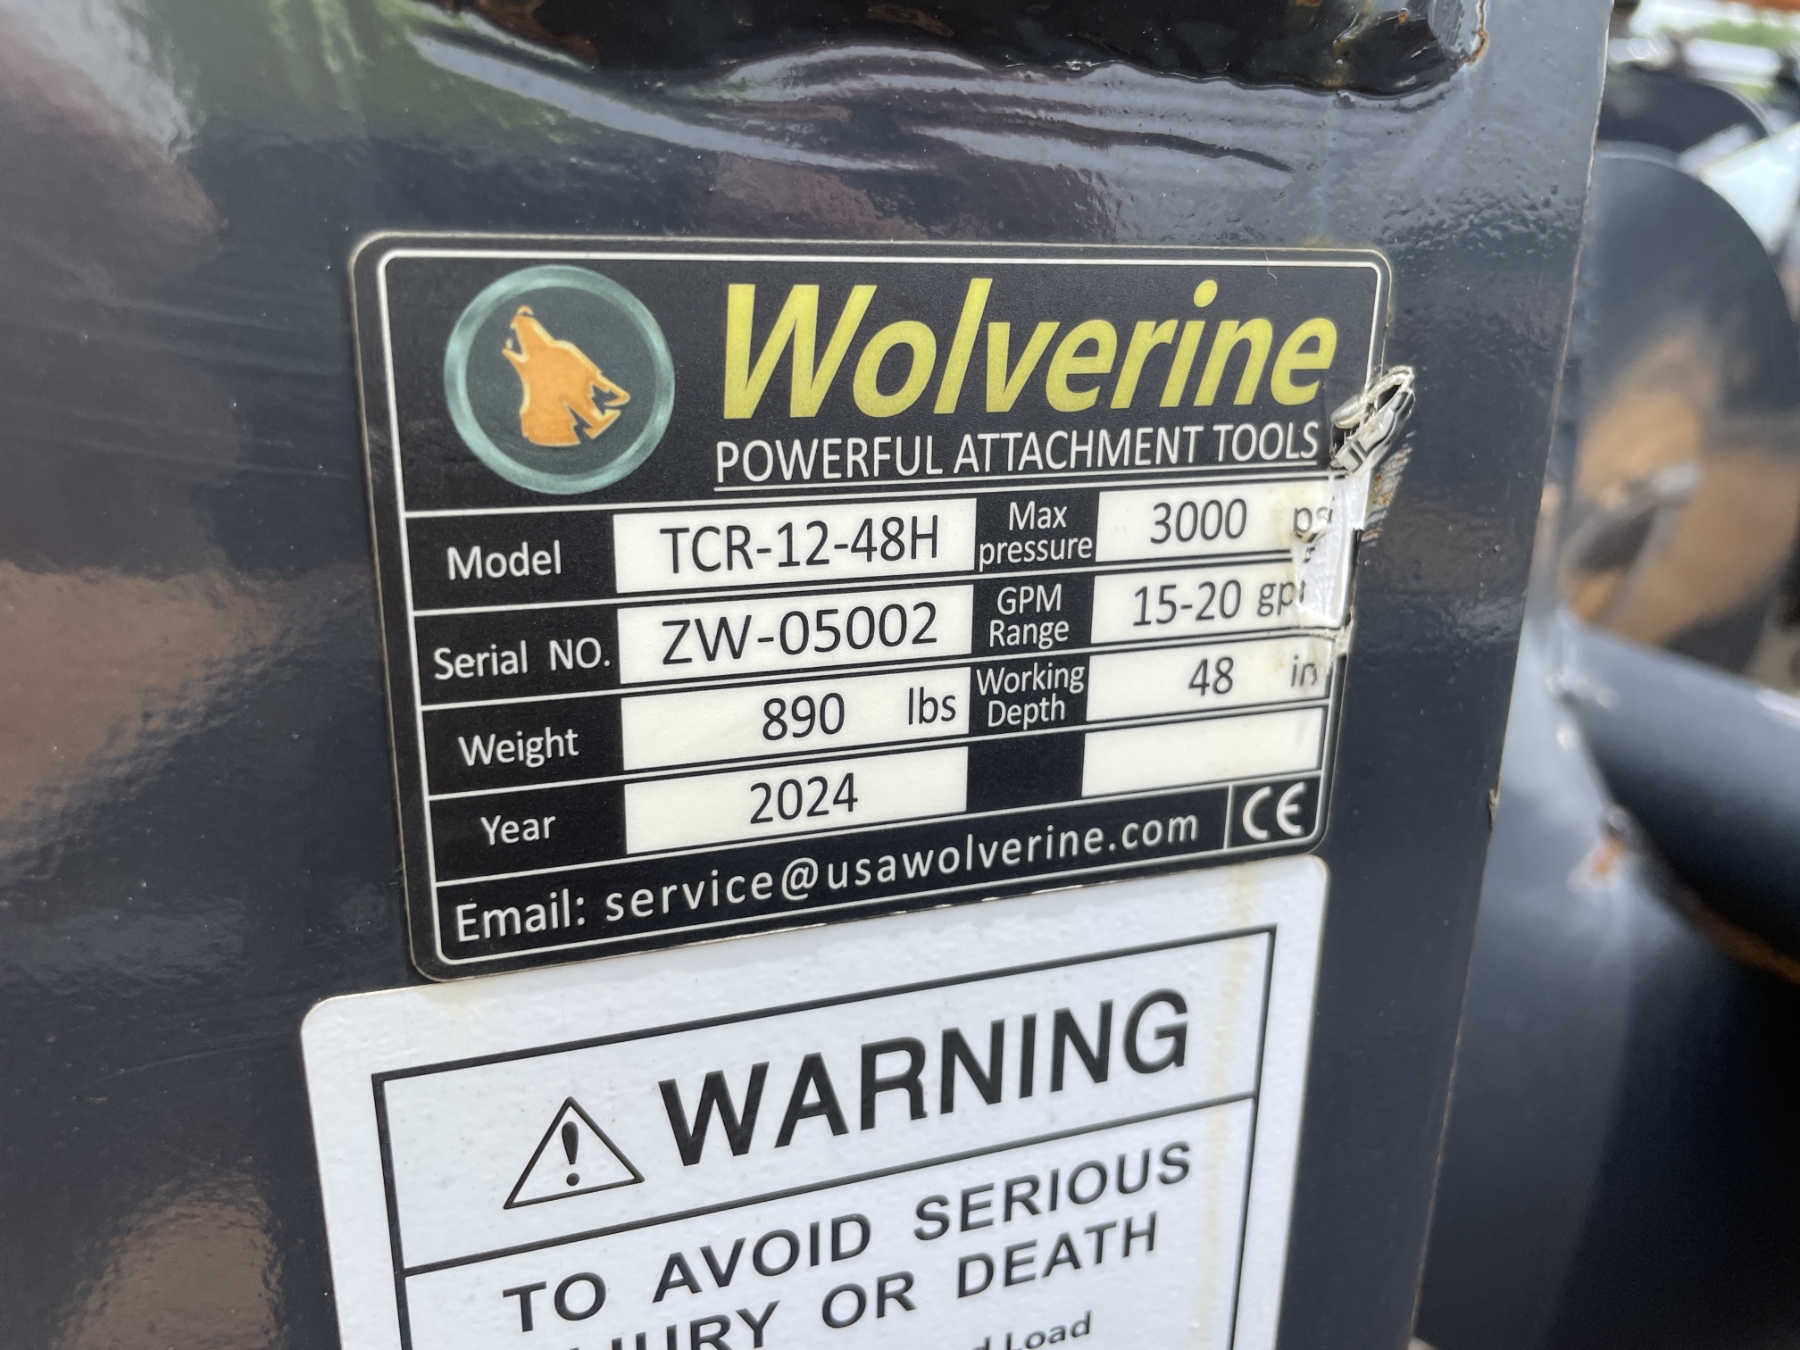 Wolverine
POWERFUL ATTACHMENT TOOLS
Model TCR-12-48H Max pressure 3000
Serial NO. ZW-05002 GPM Range 15-20
Weight 890 lbs Working Depth 48 in
Year 2024
Email: service@usawolverine.com CE
WARNING
TO AVOID SERIOUS
OR DEATH
Load